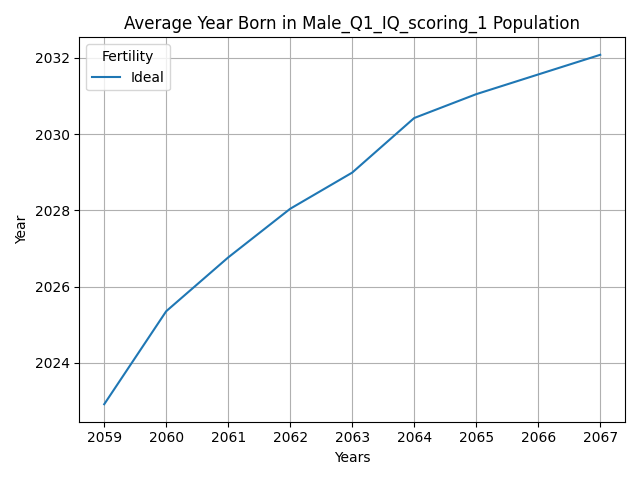 Average Year Born in Male_Q1_IQ_scoring_1 Population
Fertility
Ideal
2032
2030
2028
2026
2024
Year
2059 2060 2061 2062 2063 2064 2065 2066 2067
Years